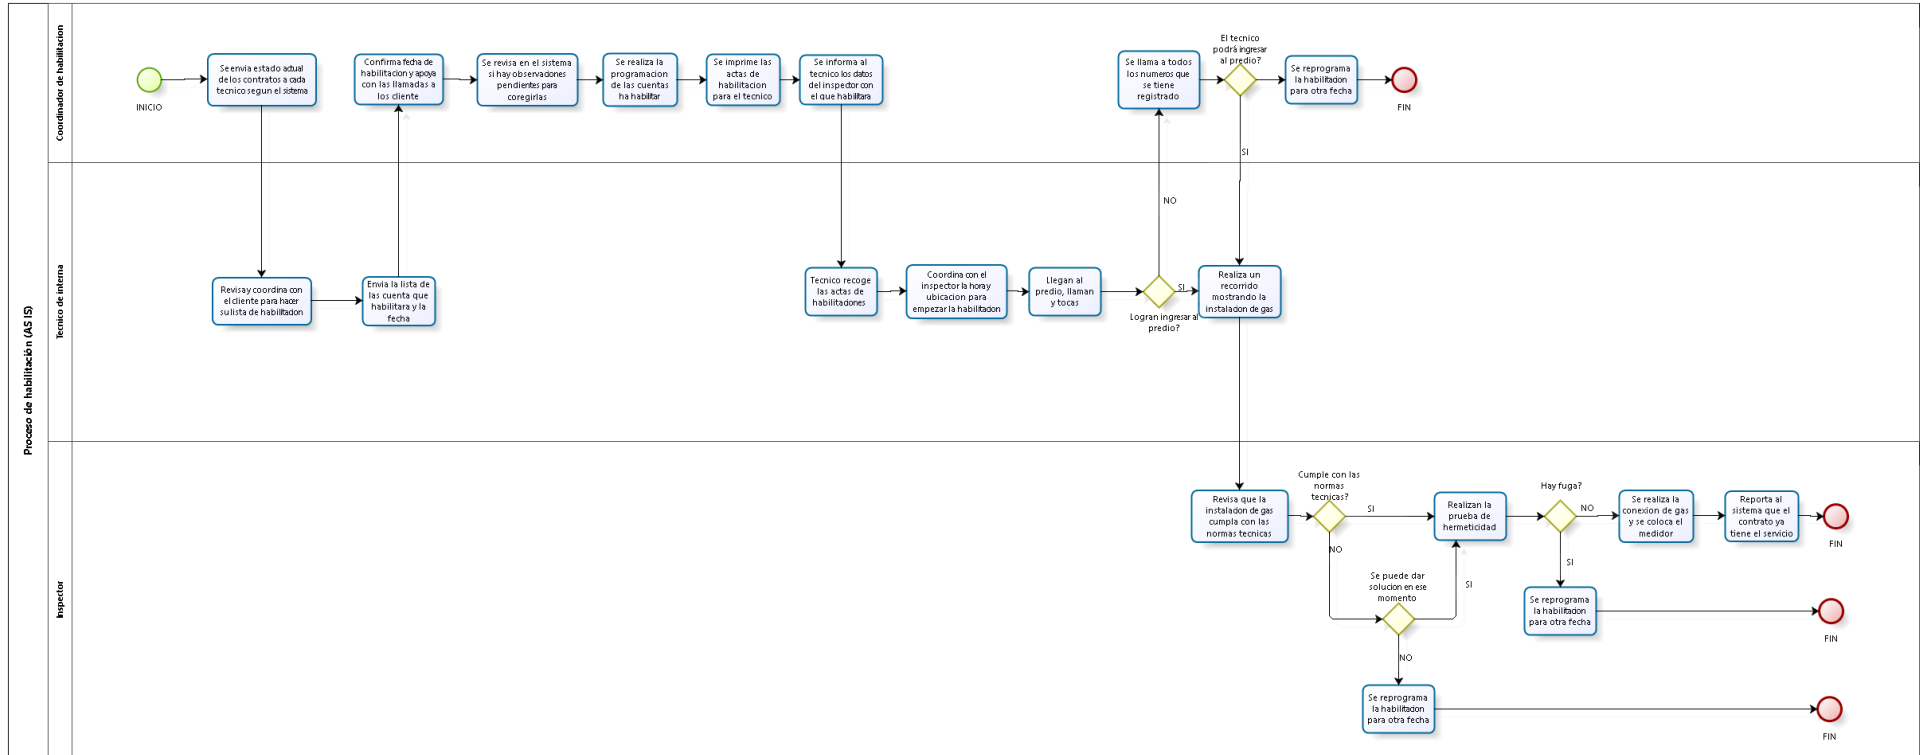 Proceso de habilitación (AS IS)
Coordinador de habilitacion
INICIO
Se envia estado actual
de los contratos a cada
tecnico segun el sistema
Confirma fecha de
habilitacion y apoya
con las llamadas a
los cliente
Se revisa en el sistema
si hay observaciones
pendientes para
coregirlas
Se realiza la
programacion
de las cuentas
ha habilitar
Se imprime las
actas de
habilitacion
para el tecnico
Se informa al
tecnico los datos
del inspector con
el que habilitara
Se llama a todos
los numeros que
se tiene
registrado
El tecnico
podrá ingresar
al predio?
Se reprograma
la habilitacion
para otra fecha
FIN
SI
NO
Tecnico de interna
Revisa y coordina con
el cliente para hacer
su lista de habilitacion
Envia la lista de
las cuenta que
habilitara y la
fecha
Tecnico recoge
las actas de
habilitaciones
Coordina con el
inspector la hora y
ubicacion para
empezar la habilitacion
Llegan al
predio, llaman
y tocas
Logran ingresar al
predio?
SI
Realiza un
recorrido
mostrando la
instalacion de gas
Inspector
Revisa que la
instalacion de gas
cumpla con las
normas tecnicas
Cumple con las
normas
tecnicas?
SI
NO
Realizan la
prueba de
hermeticidad
Hay fuga?
NO
Se realiza la
conexion de gas
y se coloca el
medidor
Reporta al
sistema que el
contrato ya
tiene el servicio
FIN
SI
Se puede dar
solucion en ese
momento
SI
Se reprograma
la habilitacion
para otra fecha
FIN
NO
Se reprograma
la habilitacion
para otra fecha
FIN